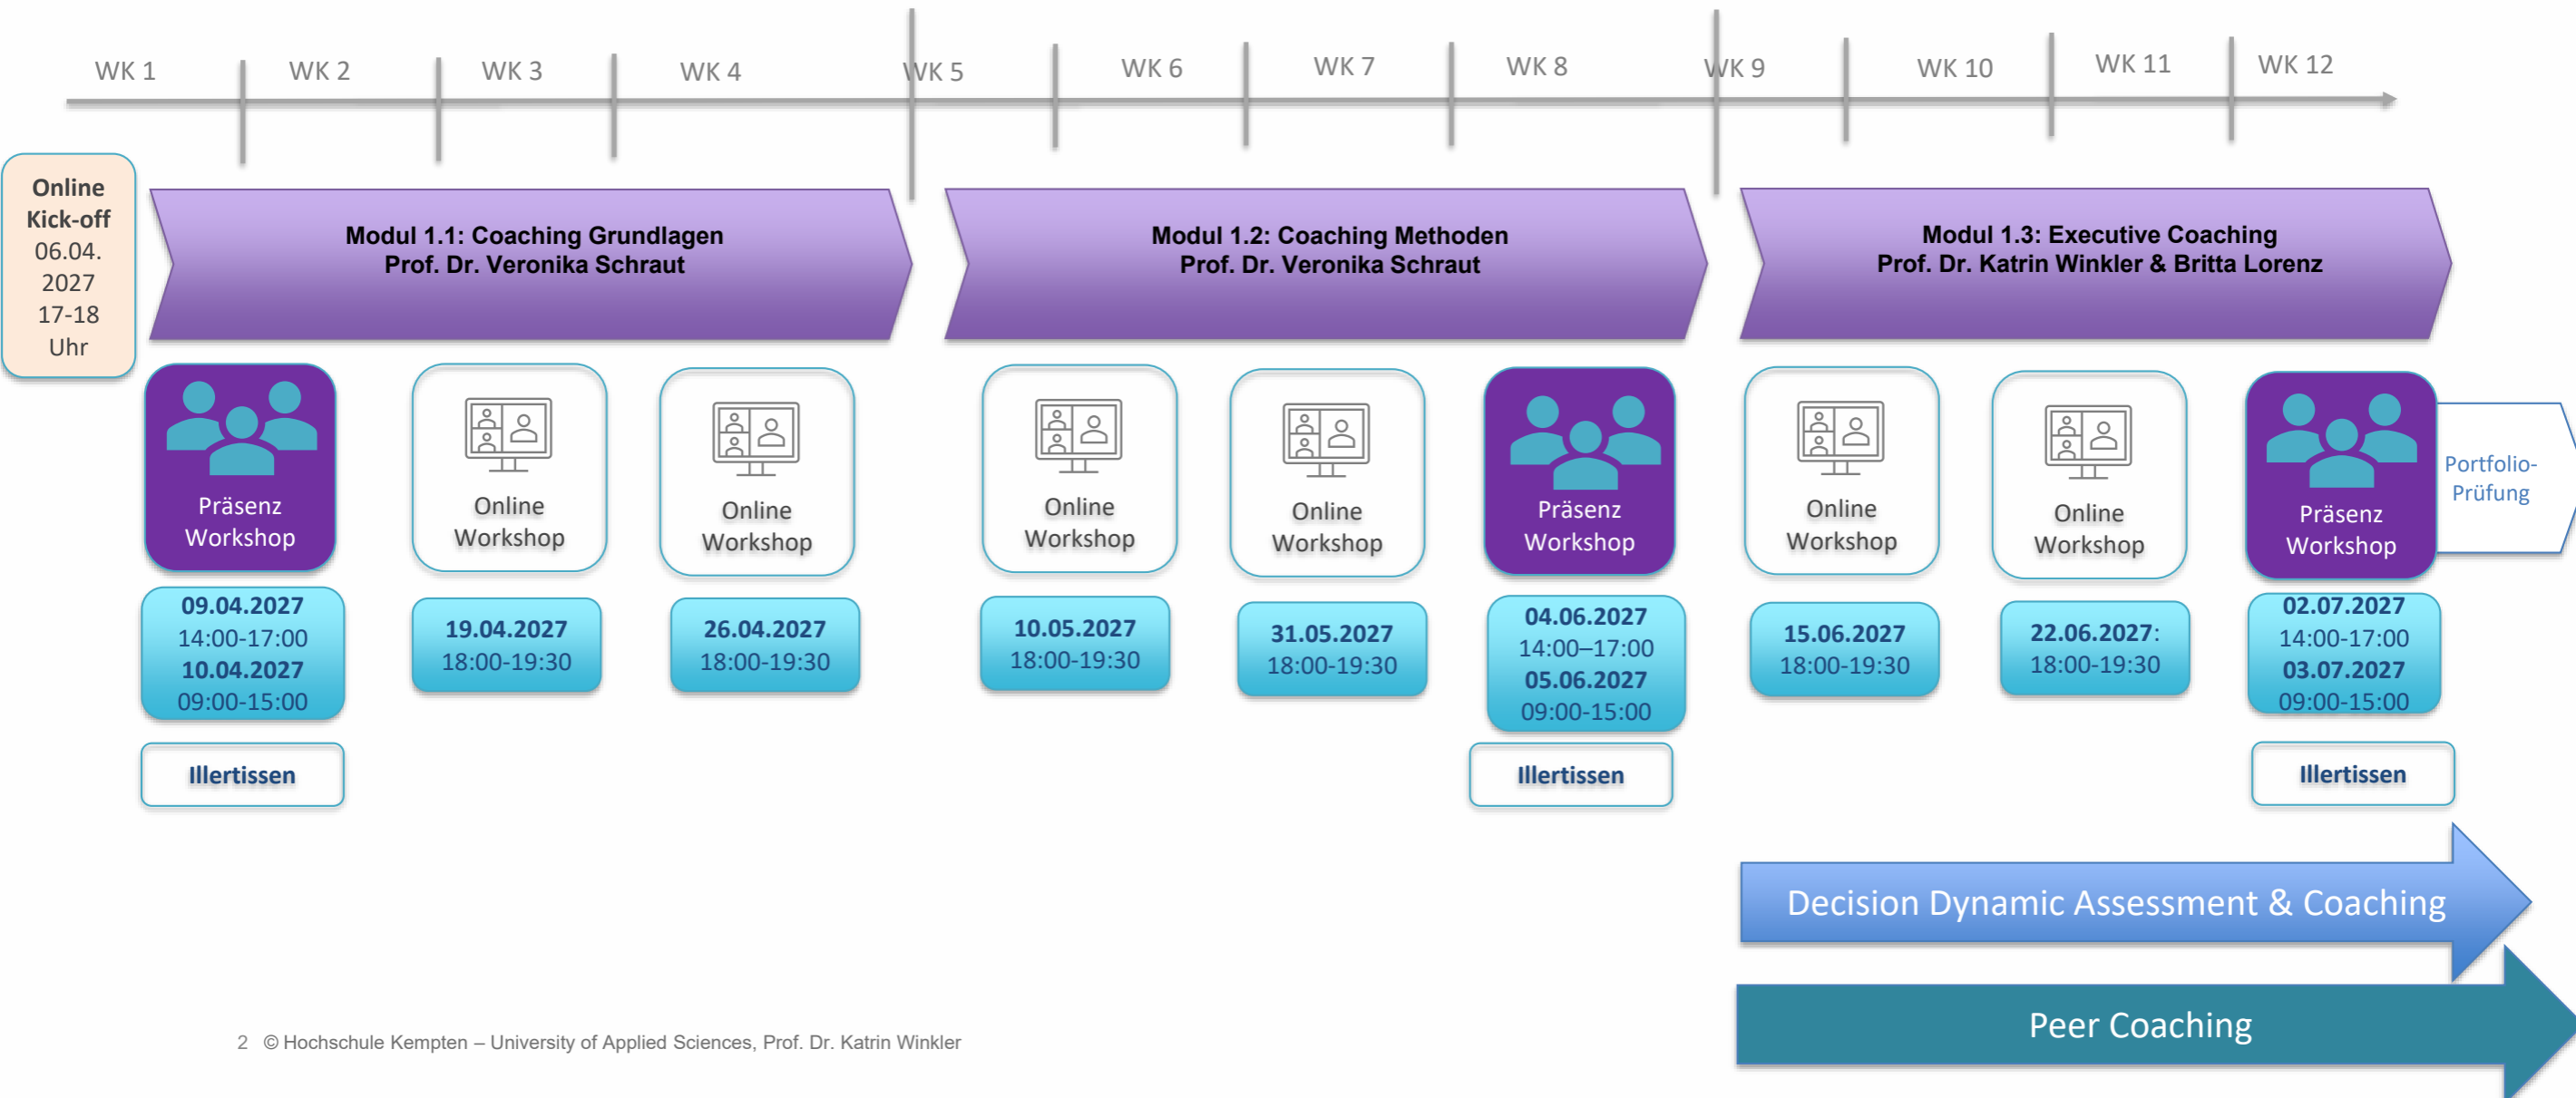 WK 1
WK 2
WK 3
WK 4
WK 5
WK 6
WK 7
WK 8
WK 9
WK 10
WK 11
WK 12
Online
Kick-off
06.04.
2027
17-18
Uhr
Modul 1.1: Coaching Grundlagen
Prof. Dr. Veronika Schraut
Modul 1.2: Coaching Methoden
Prof. Dr. Veronika Schraut
Modul 1.3: Executive Coaching
Prof. Dr. Katrin Winkler & Britta Lorenz
Präsenz
Workshop
Online
Workshop
Online
Workshop
Online
Workshop
Online
Workshop
Präsenz
Workshop
Online
Workshop
Online
Workshop
Präsenz
Workshop
Portfolio-
Prüfung
09.04.2027
14:00-17:00
10.04.2027
09:00-15:00
19.04.2027
18:00-19:30
26.04.2027
18:00-19:30
10.05.2027
18:00-19:30
31.05.2027
18:00-19:30
04.06.2027
14:00–17:00
05.06.2027
09:00-15:00
15.06.2027
18:00-19:30
22.06.2027:
18:00-19:30
02.07.2027
14:00-17:00
03.07.2027
09:00-15:00
Illertissen
Illertissen
Illertissen
Decision Dynamic Assessment & Coaching
Peer Coaching
2 © Hochschule Kempten – University of Applied Sciences, Prof. Dr. Katrin Winkler